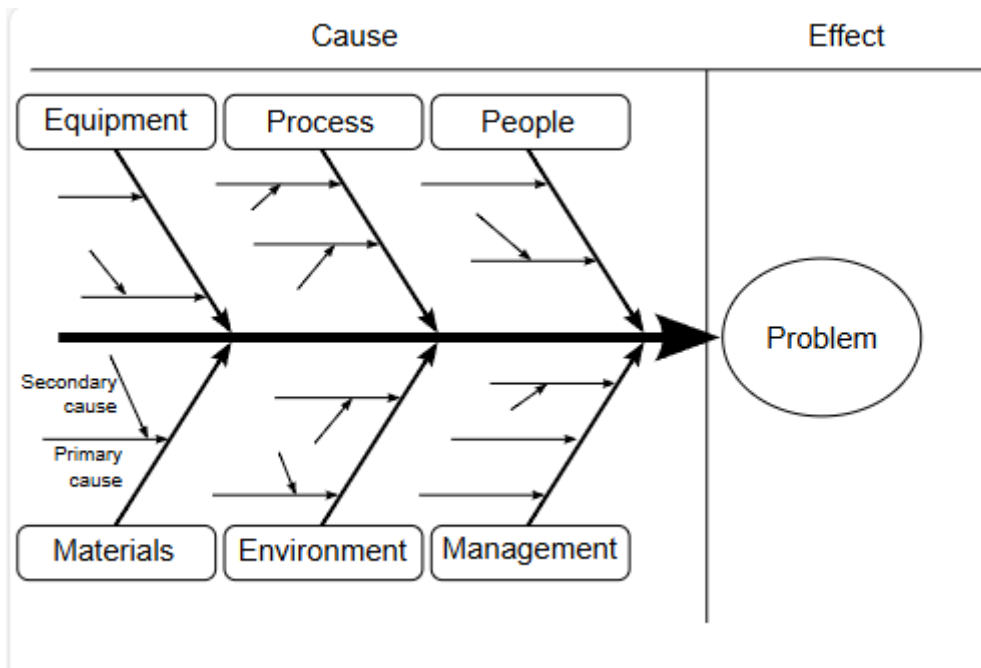 Cause
Effect
Equipment
Process
People
Problem
Secondary
cause
Primary
cause
Materials
Environment
Management